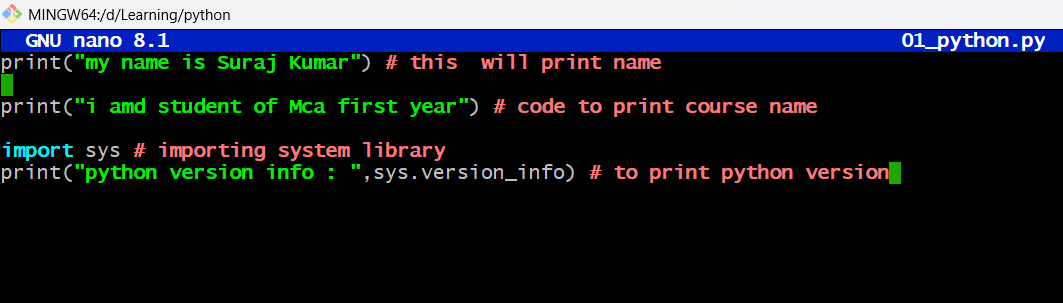 MINGW64:/d/Learning/python
GNU nano 8.1 01_python.py
print("my name is Suraj Kumar") # this  will print name
print("i amd student of Mca first year") # code to print course name
import sys # importing system library
print("python version info : ",sys.version_info) # to print python version